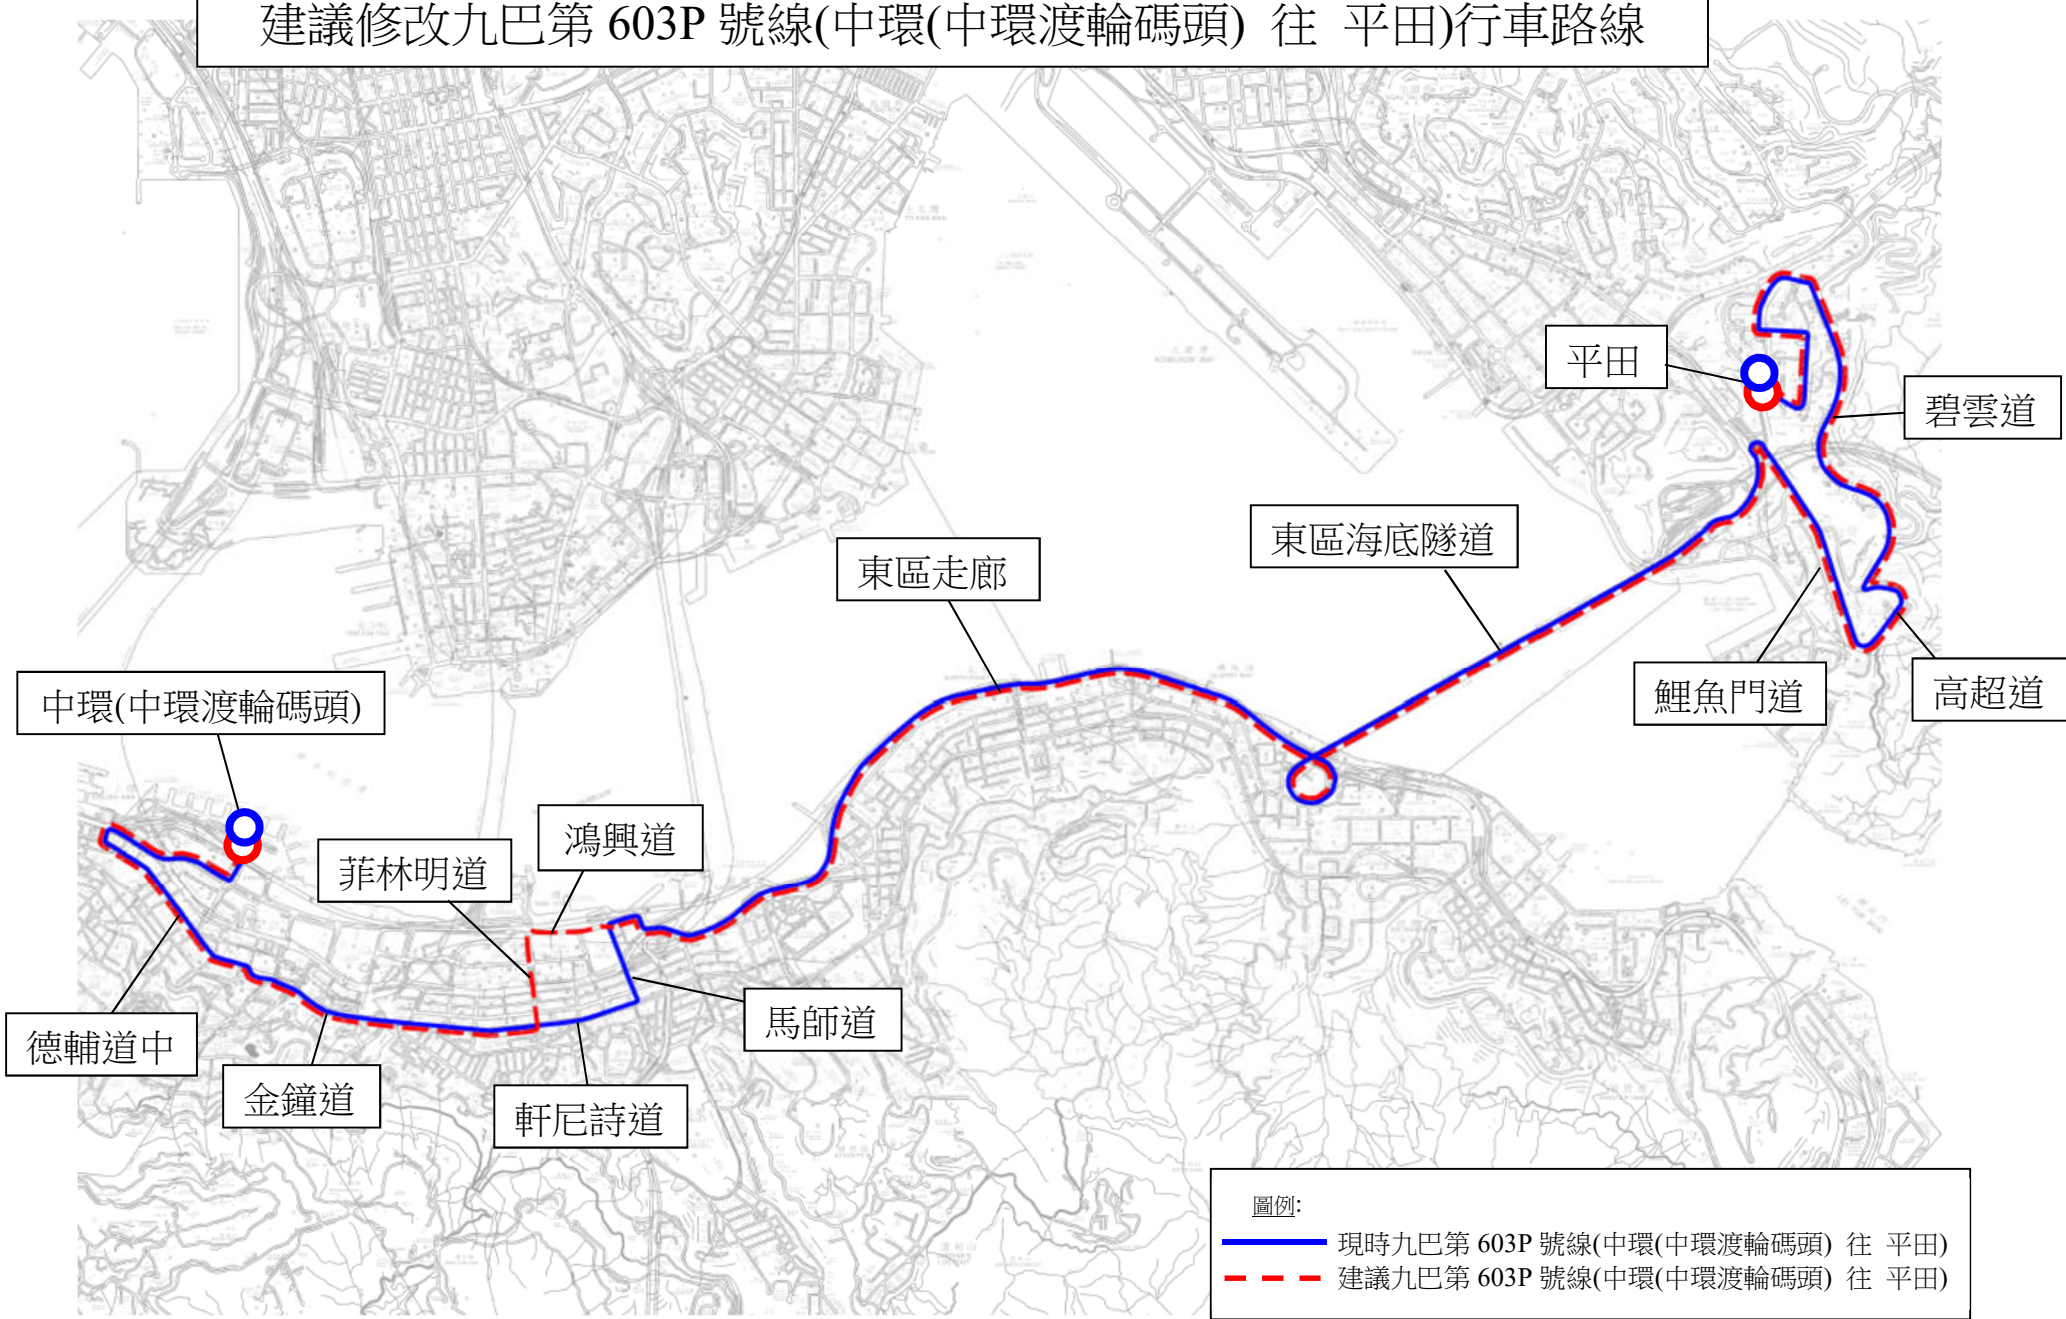 建議修改九巴第 603P 號線(中環(中環渡輪碼頭) 往 平田)行車路線
平田
碧雲道
東區海底隧道
東區走廊
鯉魚門道
高超道
中環(中環渡輪碼頭)
鴻興道
菲林明道
馬師道
德輔道中
金鐘道
軒尼詩道
圖例:
現時九巴第 603P 號線(中環(中環渡輪碼頭) 往 平田)
建議九巴第 603P 號線(中環(中環渡輪碼頭) 往 平田)